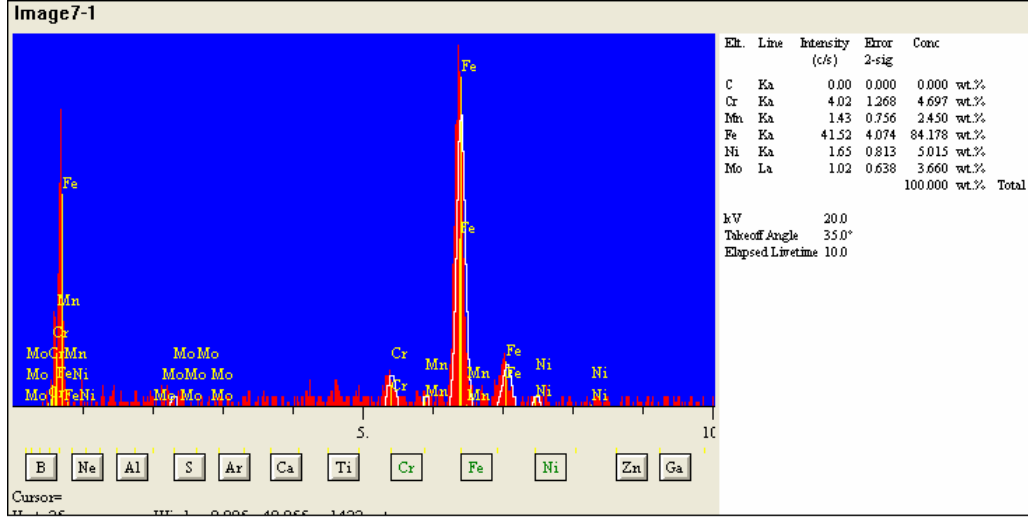 Image7-1
Elt. Line Intensity Error Conc
(c/s) 2-sig
C Ka 0.00 0.000 0.000 wt.%
Cr Ka 4.02 1.268 4.697 wt.%
Mn Ka 1.43 0.756 2.450 wt.%
Fe Ka 41.52 4.074 84.178 wt.%
Ni Ka 1.65 0.813 5.015 wt.%
Mo La 1.02 0.638 3.660 wt.%
100.000 wt.% Total
kV 20.0
Takeoff Angle 35.0°
Elapsed Livetime 10.0
Fe
Fe
Fe
Mn
Cr
Mo Cr Mn Mo Mo Cr Fe
Mn Ni
Mo Fe Ni Mo Mo Mo Mn Fe Ni
Cr
Mo Cr Fe Ni Mo Mo Mo Mn Mn Ni Ni
5. 10
B Ne Al S Ar Ca Ti Cr Fe Ni Zn Ga
Cursor=